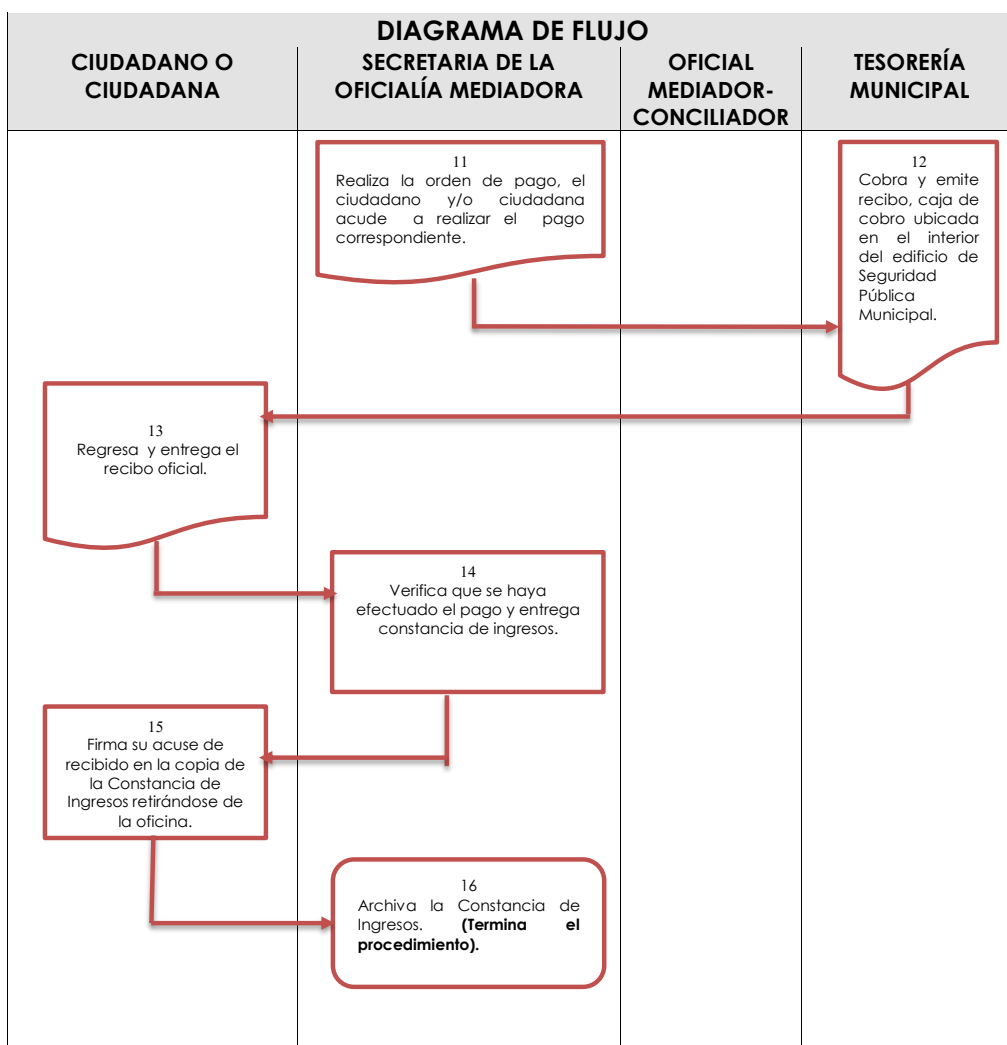 DIAGRAMA DE FLUJO
CIUDADANO O
CIUDADANA
SECRETARIA DE LA
OFICIALÍA MEDIADORA
OFICIAL
MEDIADOR-
CONCILIADOR
TESORERÍA
MUNICIPAL
11
Realiza la orden de pago, el
ciudadano y/o ciudadana
acude a realizar el pago
correspondiente.
12
Cobra y emite
recibo, caja de
cobro ubicada
en el interior
del edificio de
Seguridad
Pública
Municipal.
13
Regresa y entrega el
recibo oficial.
14
Verifica que se haya
efectuado el pago y entrega
constancia de ingresos.
15
Firma su acuse de
recibido en la copia de
la Constancia de
Ingresos retirándose de
la oficina.
16
Archiva la Constancia de
Ingresos. (Termina el
procedimiento).